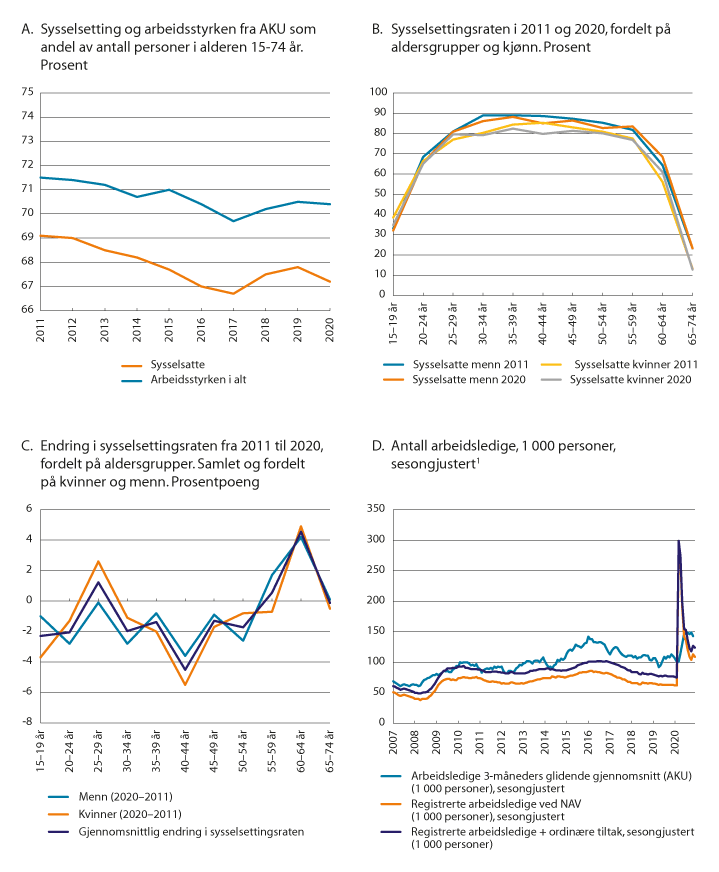 A. Sysselsetting og arbeidsstyrken fra AKU som
andel av antall personer i alderen 15-74 år.
Prosent
75
74
73
72
71
70
69
68
67
66
2011
2012
2013
2014
2015
2016
2017
2018
2019
2020
Sysselsatte
Arbeidsstyrken i alt
B. Sysselsettingsraten i 2011 og 2020, fordelt på
aldersgrupper og kjønn. Prosent
100
90
80
70
60
50
40
30
20
10
0
15–19 år
20–24 år
25–29 år
30–34 år
35–39 år
40–44 år
45–49 år
50–54 år
55–59 år
60–64 år
65–74 år
Sysselsatte menn 2011
Sysselsatte kvinner 2011
Sysselsatte menn 2020
Sysselsatte kvinner 2020
C. Endring i sysselsettingsraten fra 2011 til 2020,
fordelt på aldersgrupper. Samlet og fordelt
på kvinner og menn. Prosentpoeng
6
4
2
0
-2
-4
-6
-8
15–19 år
20–24 år
25–29 år
30–34 år
35–39 år
40–44 år
45–49 år
50–54 år
55–59 år
60–64 år
65–74 år
Menn (2020–2011)
Kvinner (2020–2011)
Gjennomsnittlig endring i sysselsettingsraten
D. Antall arbeidsledige, 1 000 personer,
sesongjustert¹
350
300
250
200
150
100
50
0
2007
2008
2009
2010
2011
2012
2013
2014
2015
2016
2017
2018
2019
2020
Arbeidsledige 3-måneders glidende gjennomsnitt (AKU)
(1 000 personer), sesongjustert
Registrerte arbeidsledige ved NAV
(1 000 personer), sesongjustert
Registrerte arbeidsledige + ordinære tiltak, sesongjustert
(1 000 personer)